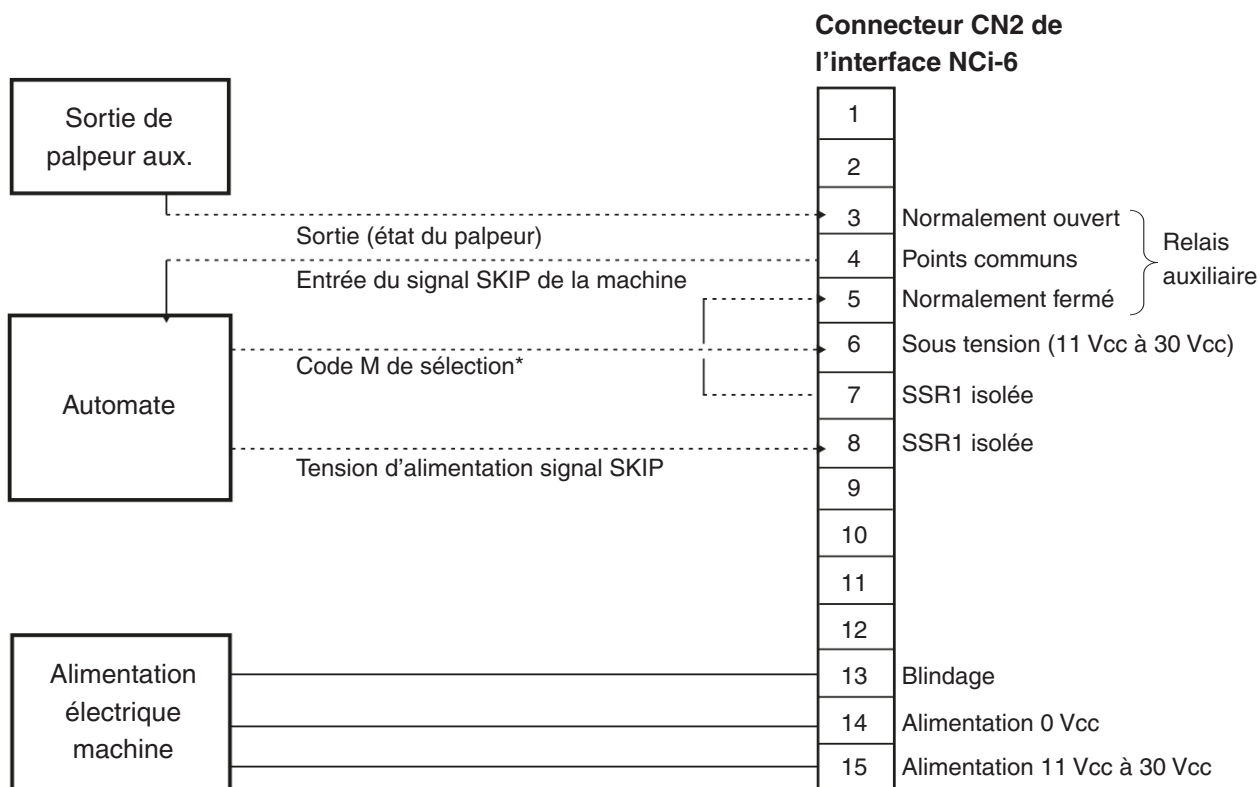 Connecteur CN2 de
l’interface NCi-6
Sortie de
palpeur aux.
1
2
3 Normalement ouvert
Sortie (état du palpeur)
4 Points communs
Relais
auxiliaire
Entrée du signal SKIP de la machine
5 Normalement fermé
6 Sous tension (11 Vcc à 30 Vcc)
Code M de sélection*
Automate
7 SSR1 isolée
8 SSR1 isolée
Tension d’alimentation signal SKIP
9
10
11
12
Alimentation
électrique
machine
13 Blindage
14 Alimentation 0 Vcc
15 Alimentation 11 Vcc à 30 Vcc